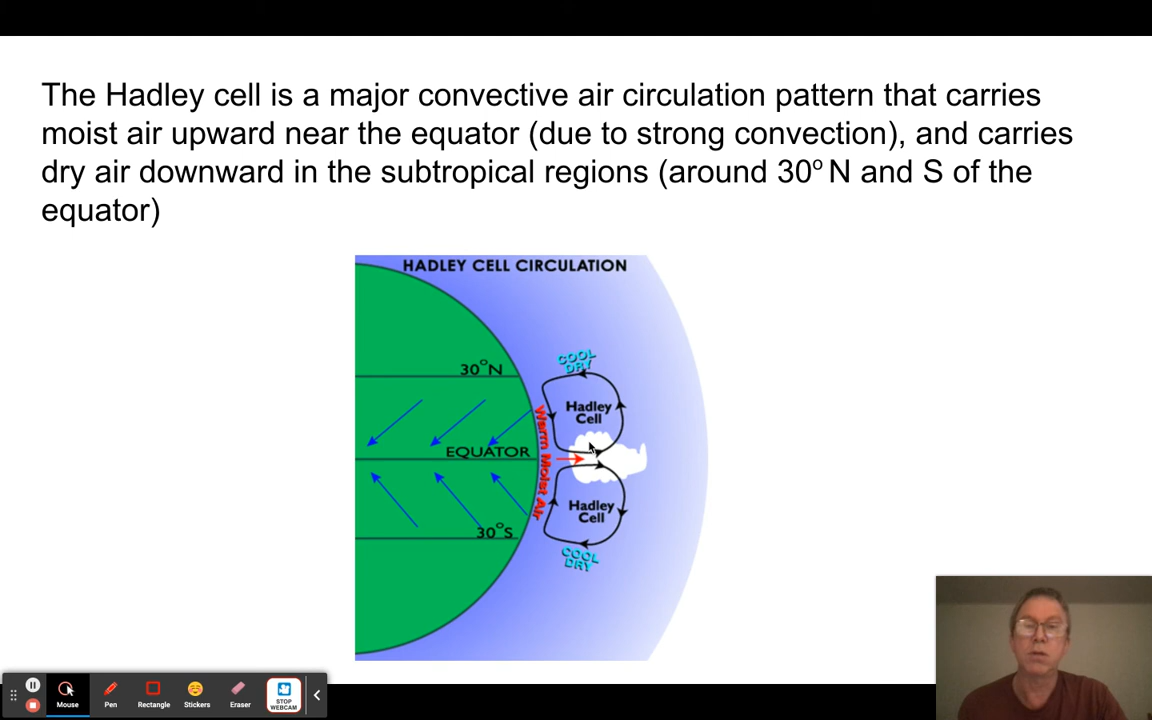 The Hadley cell is a major convective air circulation pattern that carries
moist air upward near the equator (due to strong convection), and carries
dry air downward in the subtropical regions (around 30º N and S of the
equator)
HADLEY CELL CIRCULATION
COOL
DRY
30°N
Hadley
Cell
Warm Moist Air
EQUATOR
Hadley
Cell
30°S
COOL
DRY
Mouse
Pen
Rectangle
Stickers
Eraser
STOP
WEBCAM